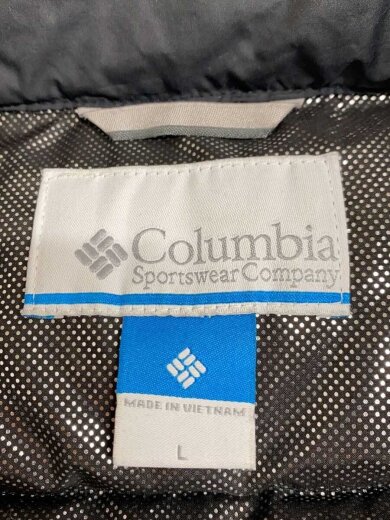 Columbia
Sportswear Company
MADE IN VIETNAM
L